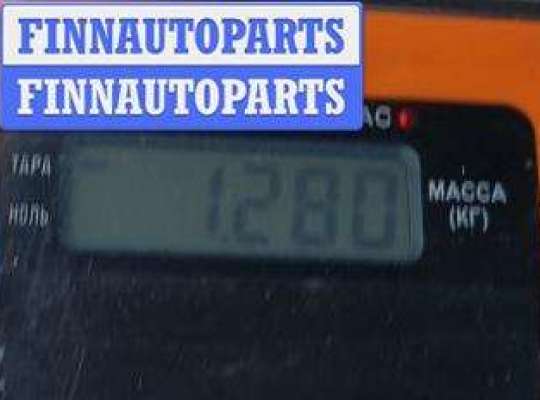 FINNAUTOPARTS
FINNAUTOPARTS
ТАРА
НОЛЬ
1.280
МАССА
(КГ)